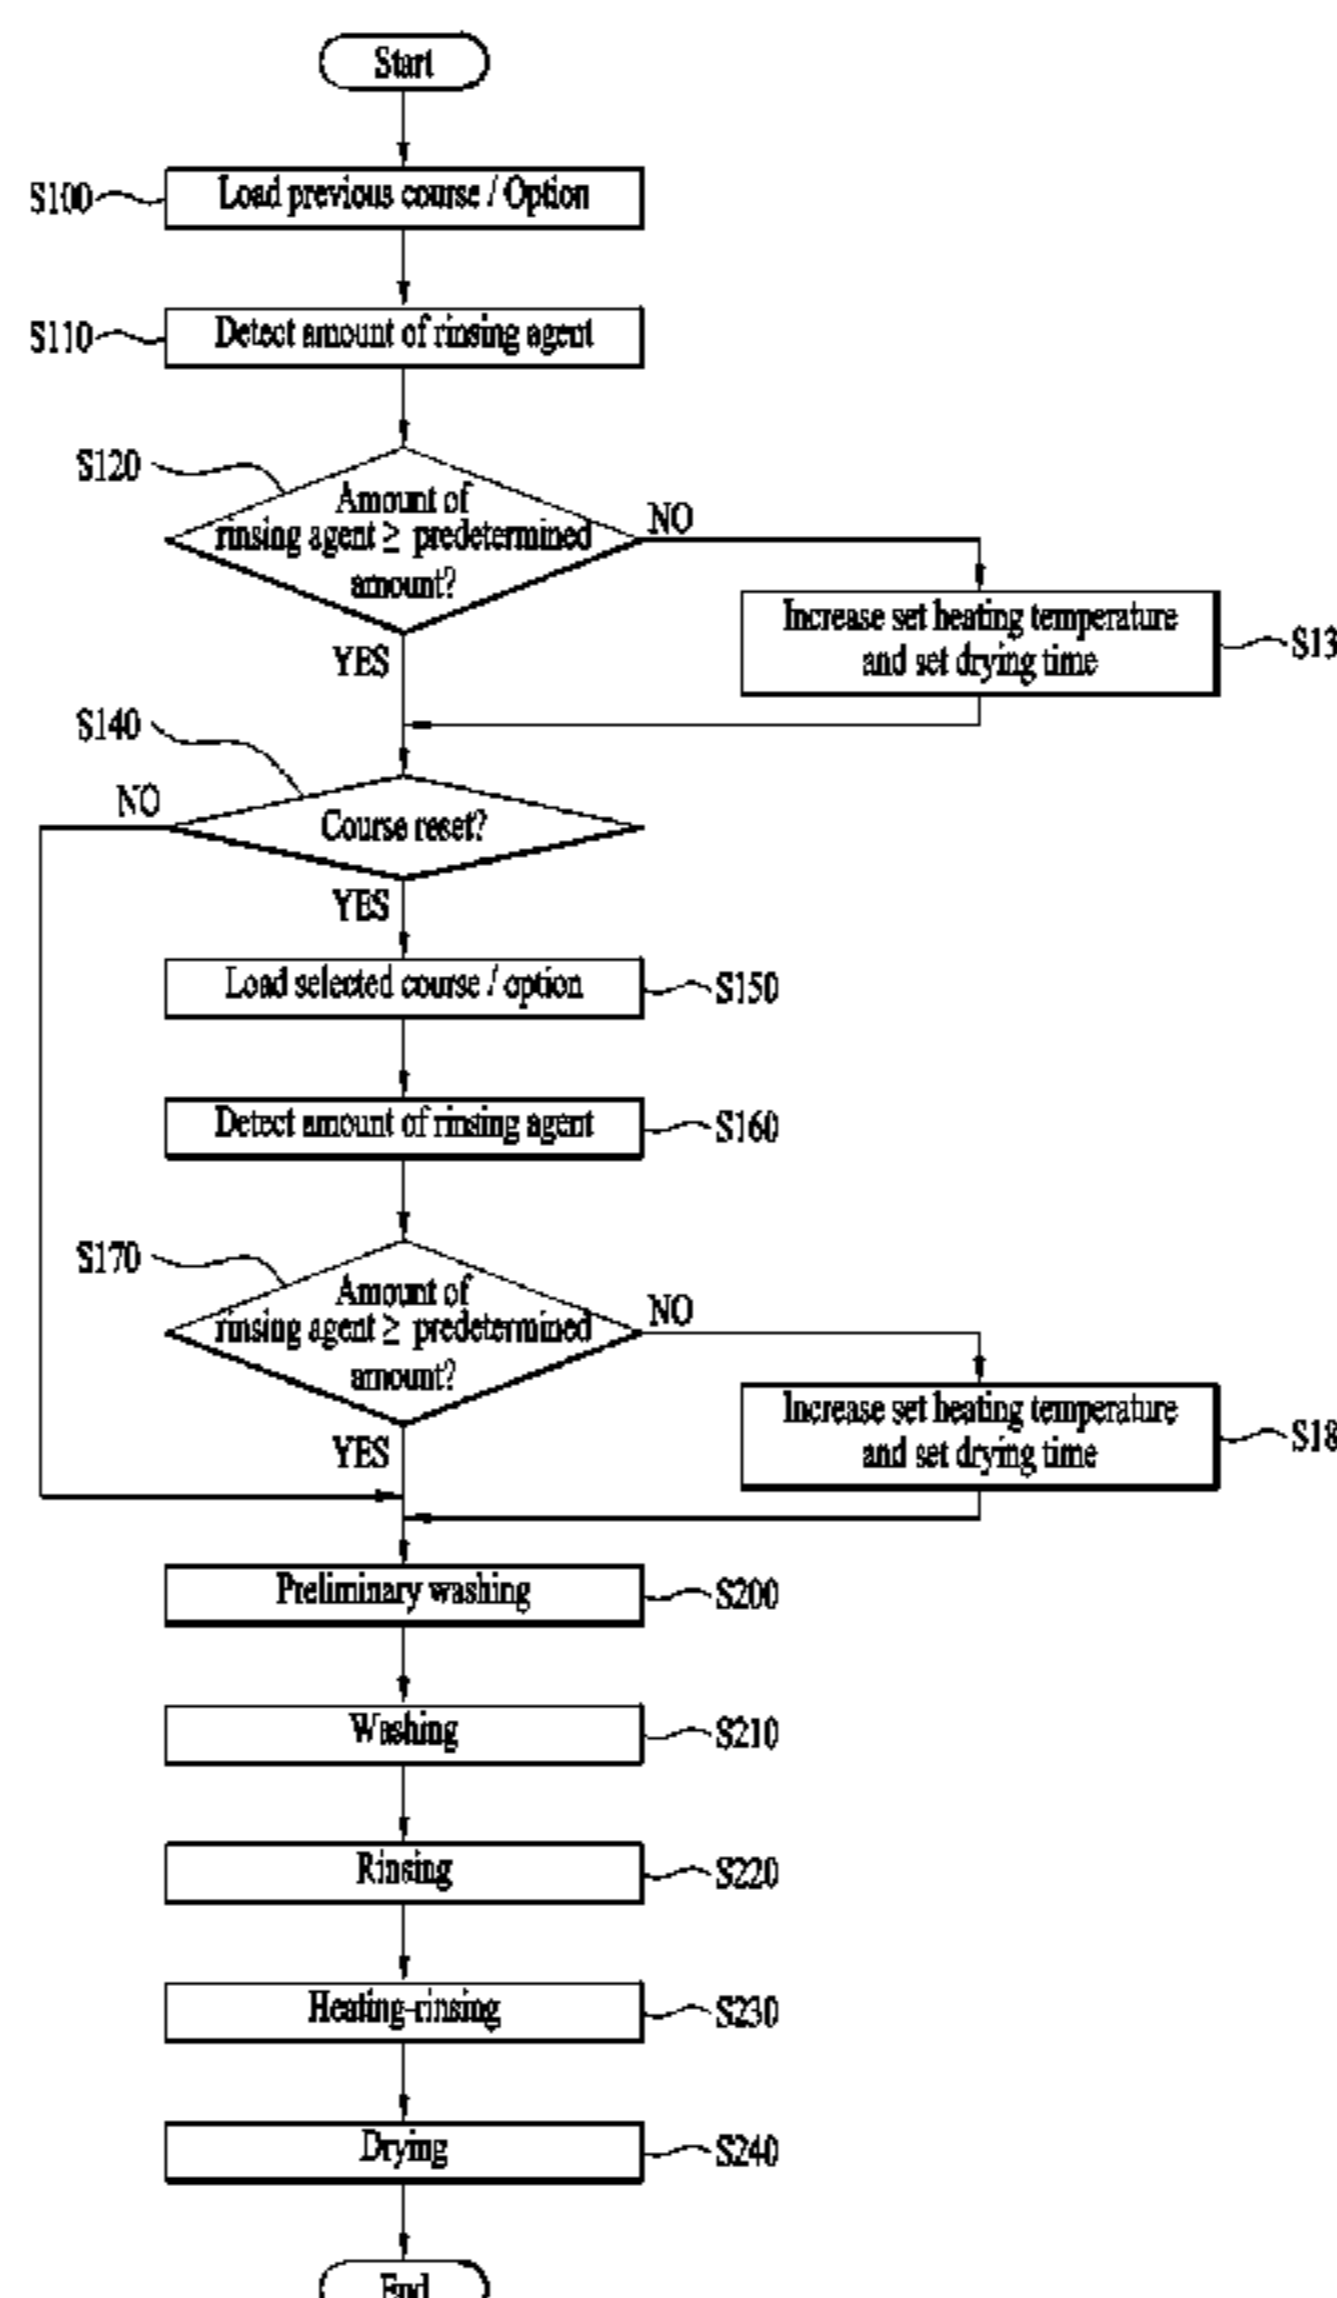 Start
S100
Load previous course / Option
S110
Detect amount of rinsing agent
S120
Amount of
rinsing agent ≥ predetermined
amount?
NO
Increase set heating temperature
and set drying time
S13
YES
S140
NO
Course reset?
YES
Load selected course / option
S150
Detect amount of rinsing agent
S160
S170
Amount of
rinsing agent ≥ predetermined
amount?
NO
Increase set heating temperature
and set drying time
S18
YES
Preliminary washing
S200
Washing
S210
Rinsing
S220
Heating-rinsing
S230
Drying
S240
End